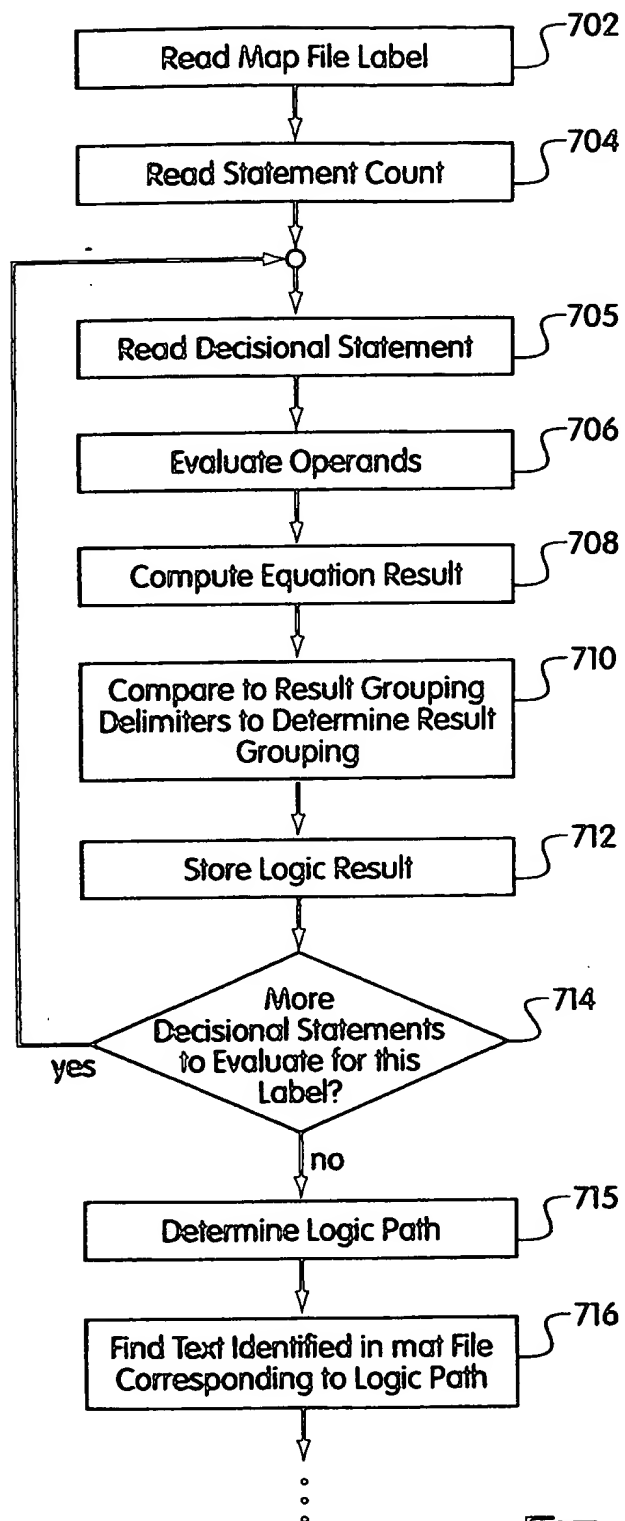 Read Map File Label
702
Read Statement Count
704
Read Decisional Statement
705
Evaluate Operands
706
Compute Equation Result
708
Compare to Result Grouping
Delimiters to Determine Result
Grouping
710
Store Logic Result
712
More
Decisional Statements
to Evaluate for this
Label?
714
yes
no
Determine Logic Path
715
Find Text Identified in mat File
Corresponding to Logic Path
716